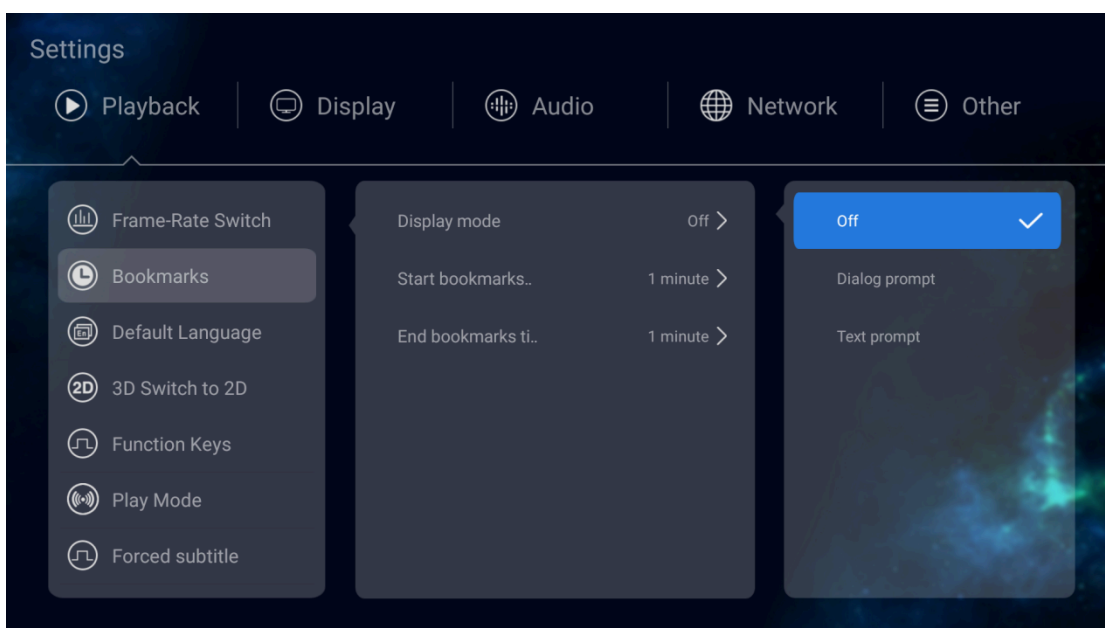 Settings
Playback
Display
Audio
Network
Other
Frame-Rate Switch
Bookmarks
Default Language
3D Switch to 2D
Function Keys
Play Mode
Forced subtitle
Display mode Off
Start bookmarks.. 1 minute
End bookmarks ti.. 1 minute
Off
Dialog prompt
Text prompt
En
2D